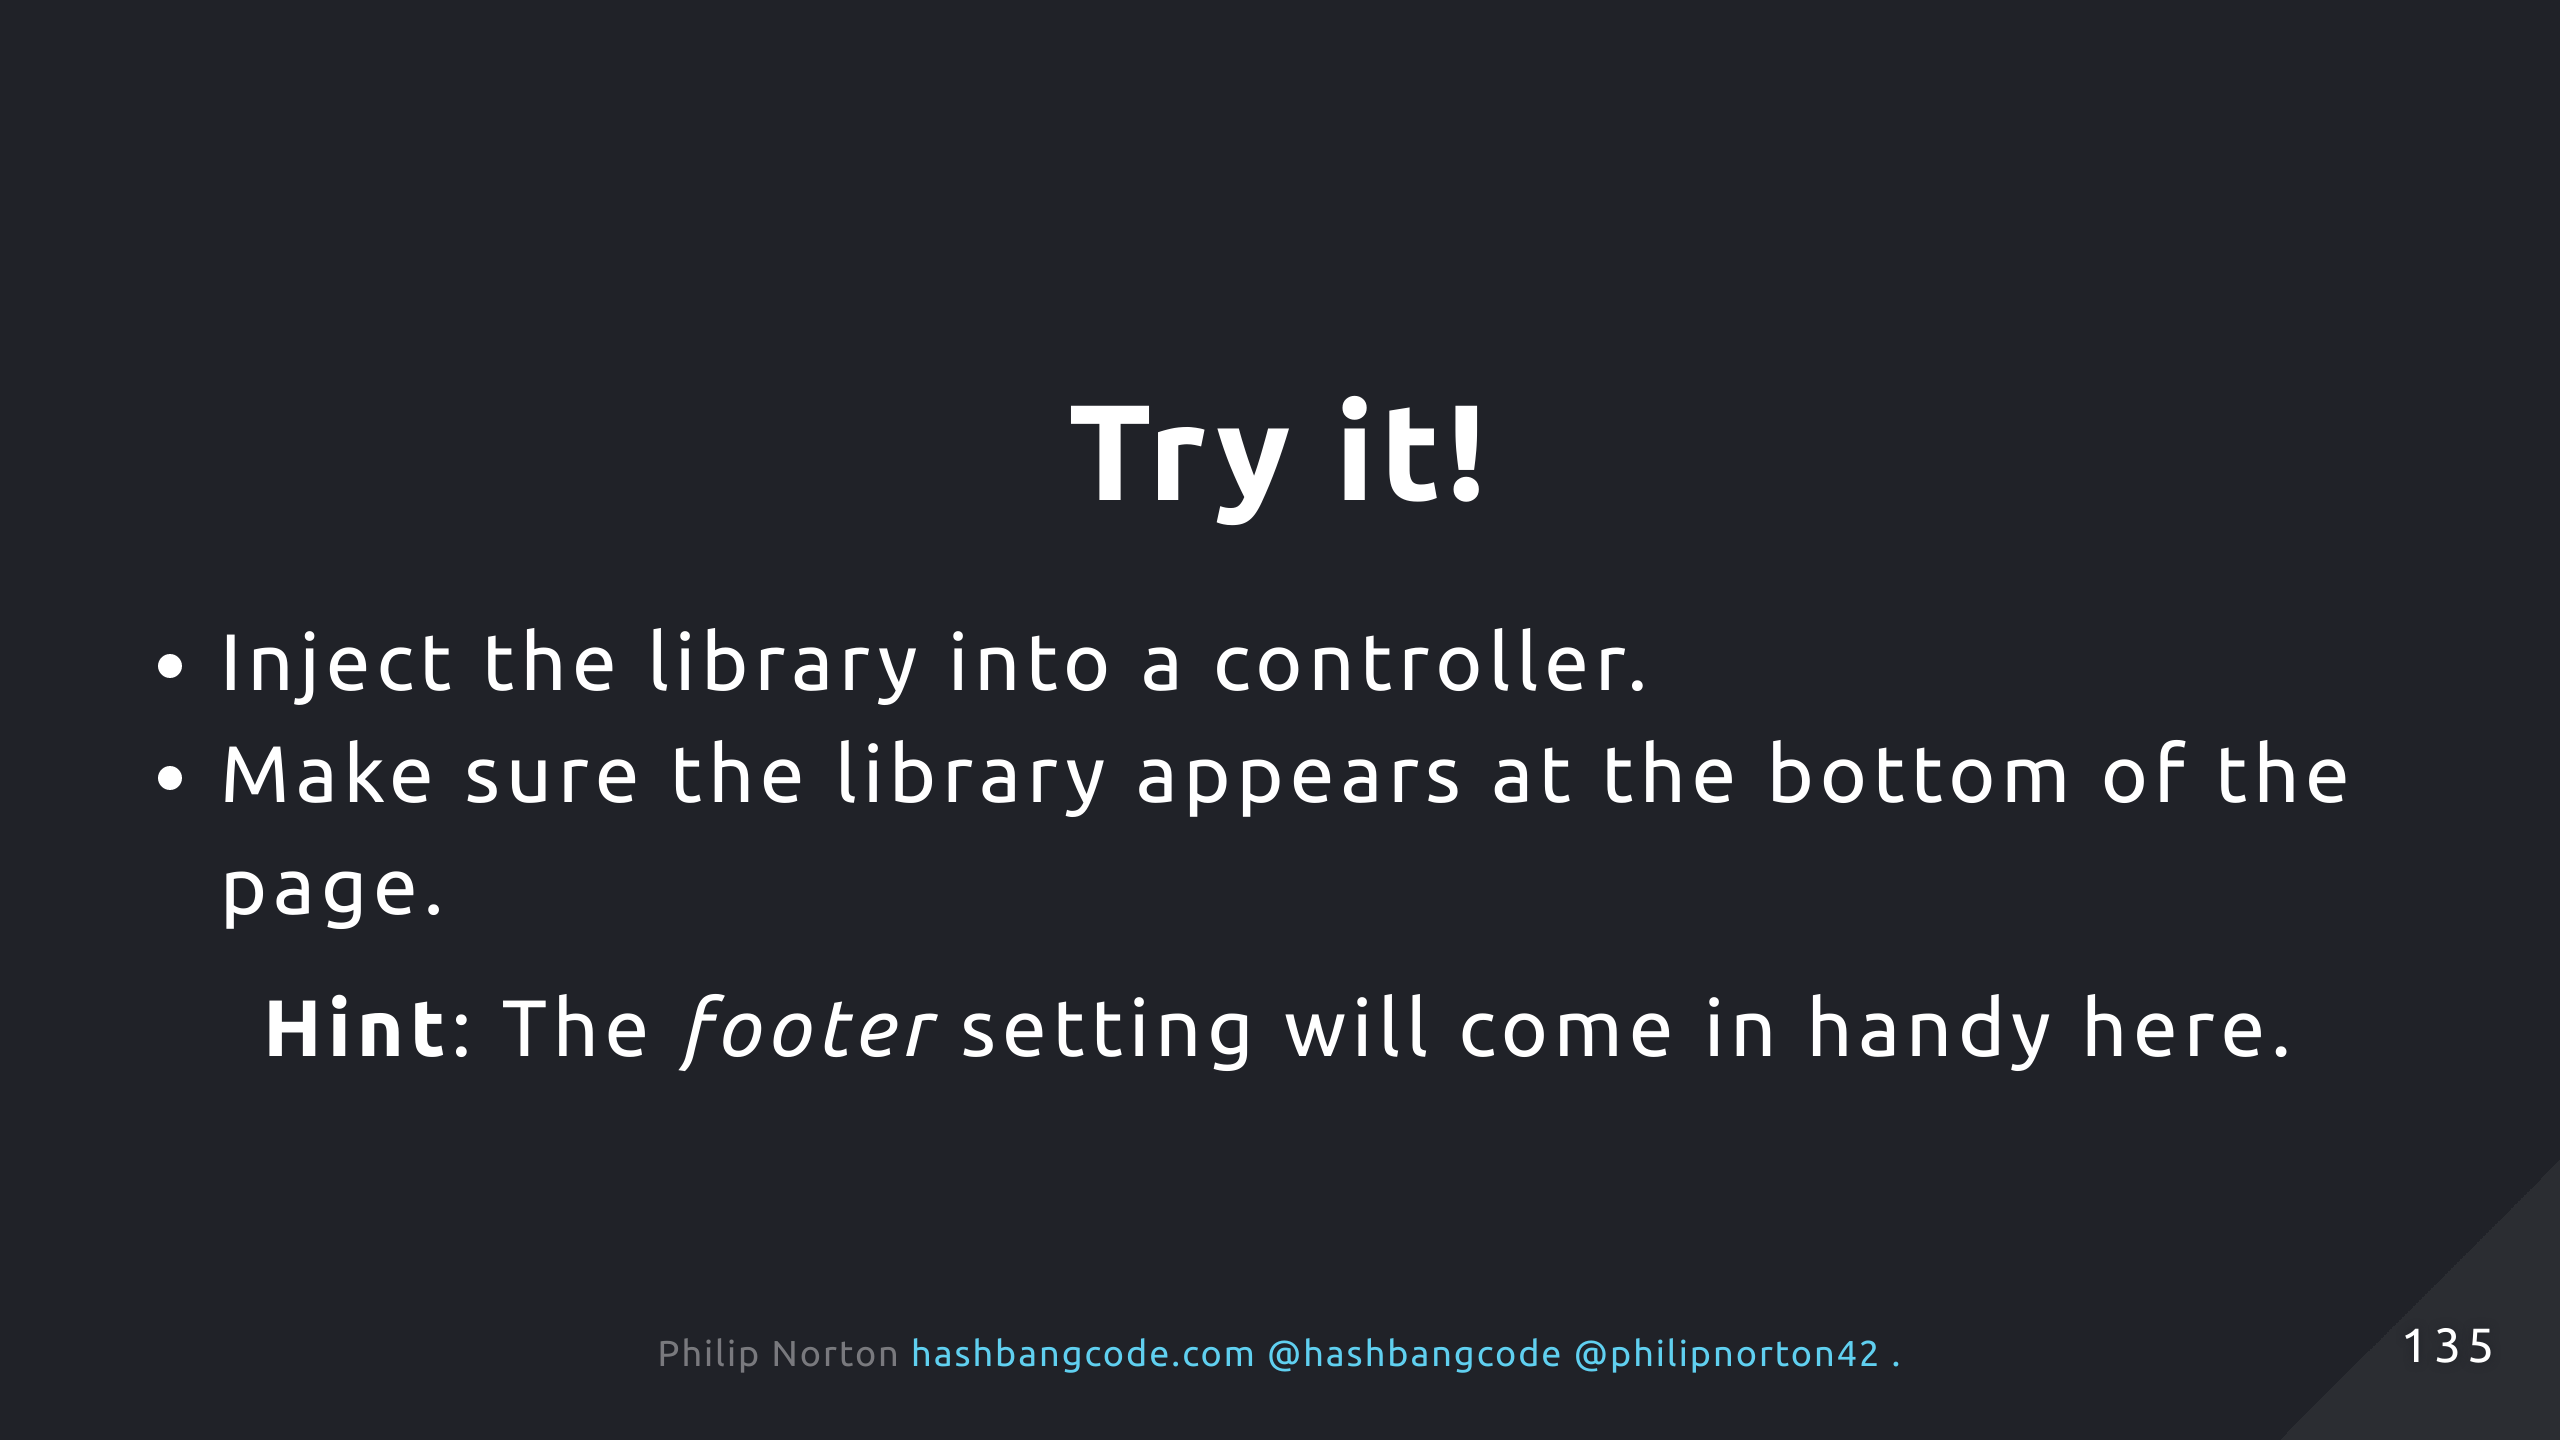 Try it!
• Inject the library into a controller.
• Make sure the library appears at the bottom of the
page.
Hint: The footer setting will come in handy here.
Philip Norton hashbangcode.com @hashbangcode @philipnorton42 .
135